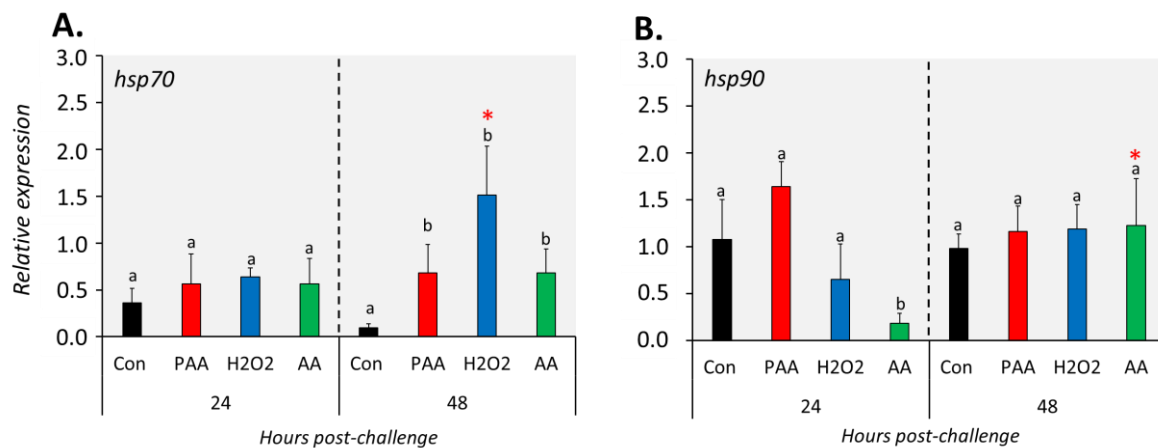 A.
3.0
hsp70
2.5
*
b
2.0
1.5
b
b
1.0
a
a
a
a
a
0.5
0.0
Relative expression
Con PAA H2O2 AA Con PAA H2O2 AA
24 48
Hours post-challenge
B.
3.0
hsp90
2.5
2.0
a
*
a
a
a
a
a
a
1.5
1.0
0.5
b
0.0
Con PAA H2O2 AA Con PAA H2O2 AA
24 48
Hours post-challenge